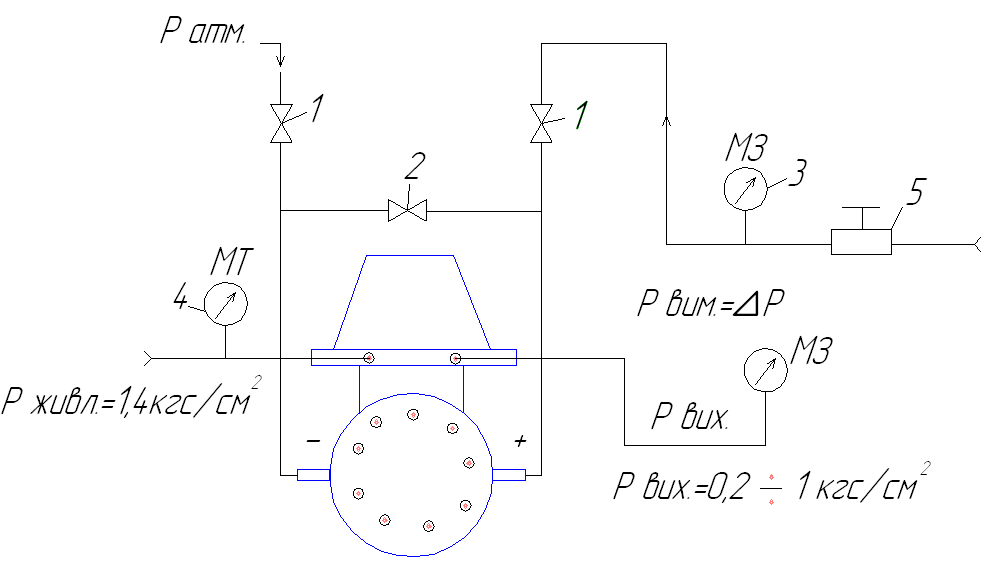 Р атм.
1
1
2
МЗ
3
5
МТ
4
Р вим.=△Р
МЗ
Р живл.=1,4кгс/см²
Р вих.
− +
Р вих.=0,2 ÷ 1 кгс/см²